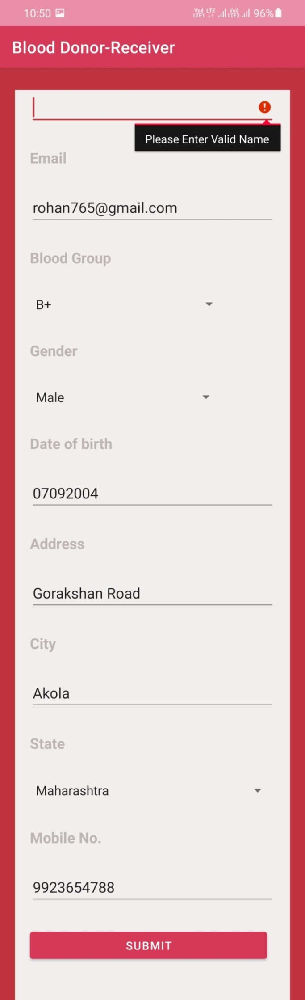 10:50 Vo)) LTE Vo)) 96%
LTE1 LTE2
Blood Donor-Receiver
!
Please Enter Valid Name
Email
rohan765@gmail.com
Blood Group
B+
Gender
Male
Date of birth
07092004
Address
Gorakshan Road
City
Akola
State
Maharashtra
Mobile No.
9923654788
SUBMIT